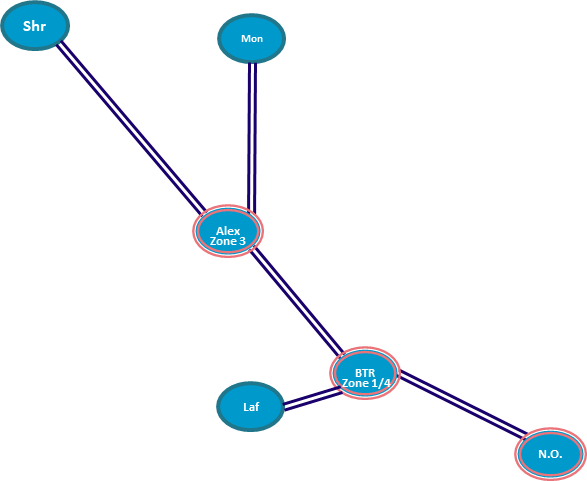 Shr
Mon
Alex
Zone 3
BTR
Zone 1/4
Laf
N.O.